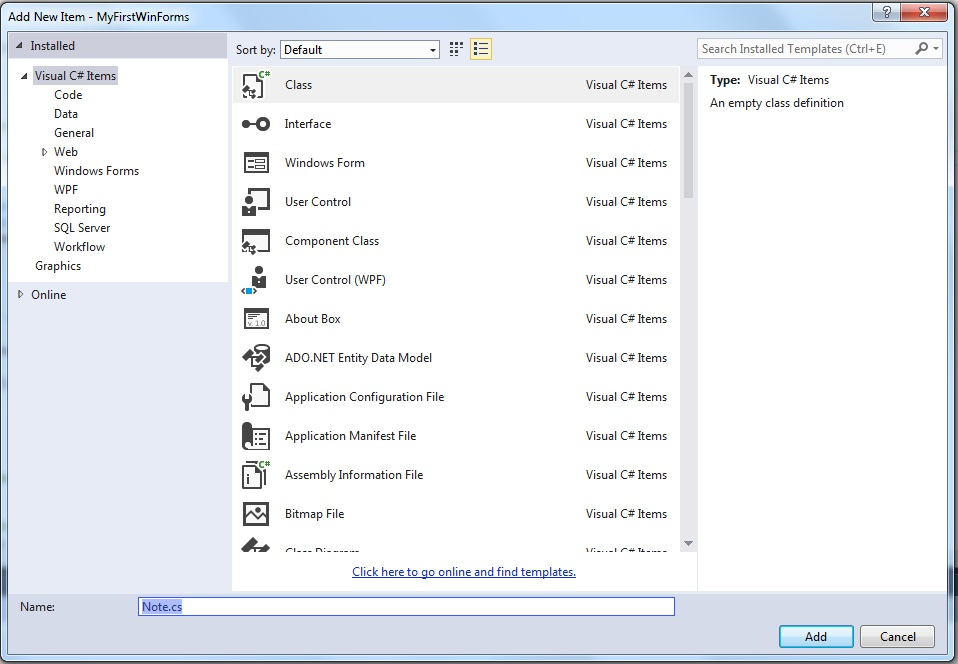 Add New Item - MyFirstWinForms
Installed
Sort by: Default
Search Installed Templates (Ctrl+E)
Visual C# Items
Code
Data
General
Web
Windows Forms
WPF
Reporting
SQL Server
Workflow
Graphics
Online
Class Visual C# Items
Interface Visual C# Items
Windows Form Visual C# Items
User Control Visual C# Items
Component Class Visual C# Items
User Control (WPF) Visual C# Items
About Box Visual C# Items
ADO.NET Entity Data Model Visual C# Items
Application Configuration File Visual C# Items
Application Manifest File Visual C# Items
Assembly Information File Visual C# Items
Bitmap File Visual C# Items
Class Diagram Visual C# Items
Click here to go online and find templates.
Type: Visual C# Items
An empty class definition
Name: Note.cs
Add Cancel